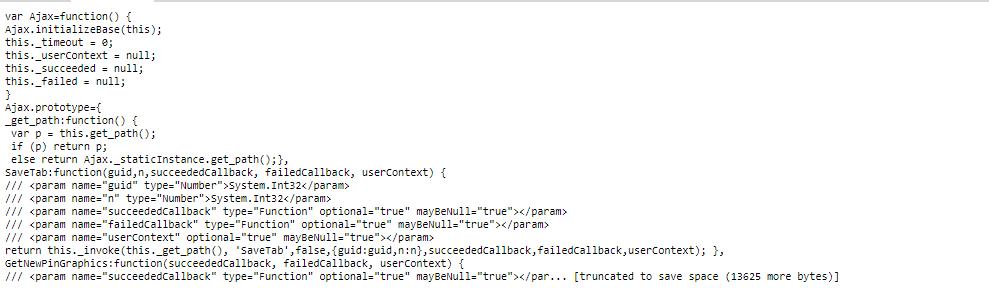 var Ajax=function() {
Ajax.initializeBase(this);
this._timeout = 0;
this._userContext = null;
this._succeeded = null;
this._failed = null;
}
Ajax.prototype={
_get_path:function() {
 var p = this.get_path();
 if (p) return p;
 else return Ajax._staticInstance.get_path();},
SaveTab:function(guid,n,succeededCallback, failedCallback, userContext) {
/// <param name="guid" type="Number">System.Int32</param>
/// <param name="n" type="Number">System.Int32</param>
/// <param name="succeededCallback" type="Function" optional="true" mayBeNull="true"></param>
/// <param name="failedCallback" type="Function" optional="true" mayBeNull="true"></param>
/// <param name="userContext" optional="true" mayBeNull="true"></param>
return this._invoke(this._get_path(), 'SaveTab',false,{guid:guid,n:n},succeededCallback,failedCallback,userContext); },
GetNewPinGraphics:function(succeededCallback, failedCallback, userContext) {
/// <param name="succeededCallback" type="Function" optional="true" mayBeNull="true"></par... [truncated to save space (13625 more bytes)]